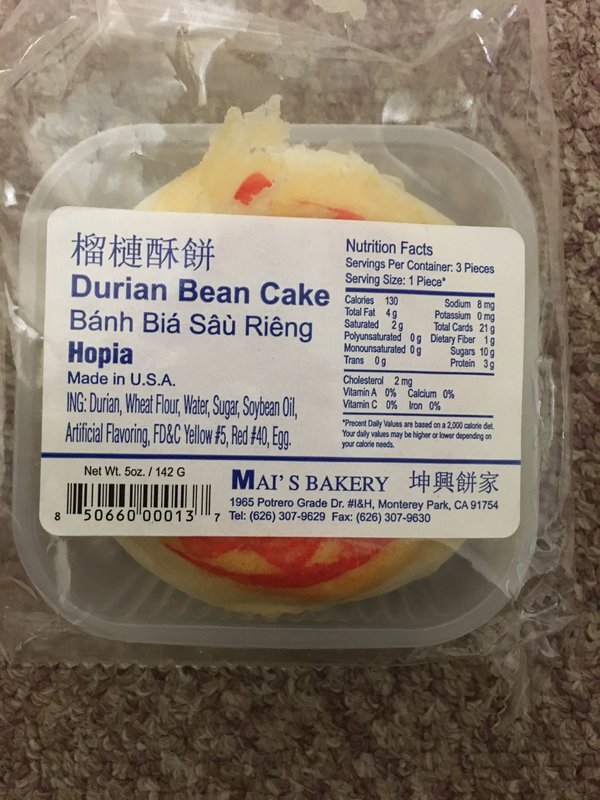 榴槤酥餅
Durian Bean Cake
Bánh Biá Sâù Riêng
Hopia
Made in U.S.A.
ING: Durian, Wheat Flour, Water, Sugar, Soybean Oil,
Artificial Flavoring, FD&C Yellow #5, Red #40, Egg.
Nutrition Facts
Servings Per Container: 3 Pieces
Serving Size: 1 Piece*
Calories 130 Sodium 8 mg
Total Fat 4 g Potassium 0 mg
Saturated 2 g Total Cards 21 g
Polyunsaturated 0 g Dietary Fiber 1 g
Monounsaturated 0 g Sugars 10 g
Trans 0 g Protein 3 g
Cholesterol 2 mg
Vitamin A 0% Calcium 0%
Vitamin C 0% Iron 0%
*Precent Daily Values are based on a 2,000 calorie diet.
Your daily values may be higher or lower depending on
your calorie needs.
Net Wt. 5oz. / 142 G
8 50660 00013 7
MAI'S BAKERY 坤興餅家
1965 Potrero Grade Dr. #I&H, Monterey Park, CA 91754
Tel: (626) 307-9629 Fax: (626) 307-9630